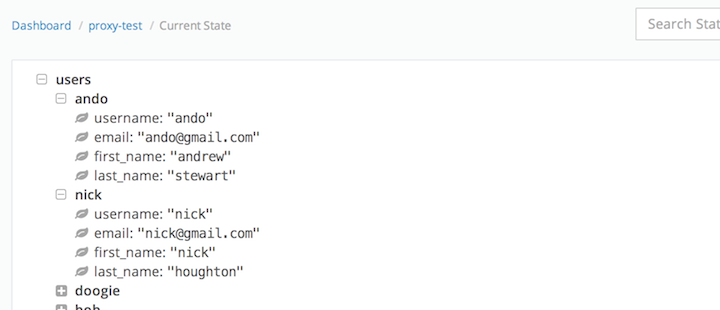 Dashboard / proxy-test / Current State
Search Stat
users
ando
username: "ando"
email: "ando@gmail.com"
first_name: "andrew"
last_name: "stewart"
nick
username: "nick"
email: "nick@gmail.com"
first_name: "nick"
last_name: "houghton"
doogie